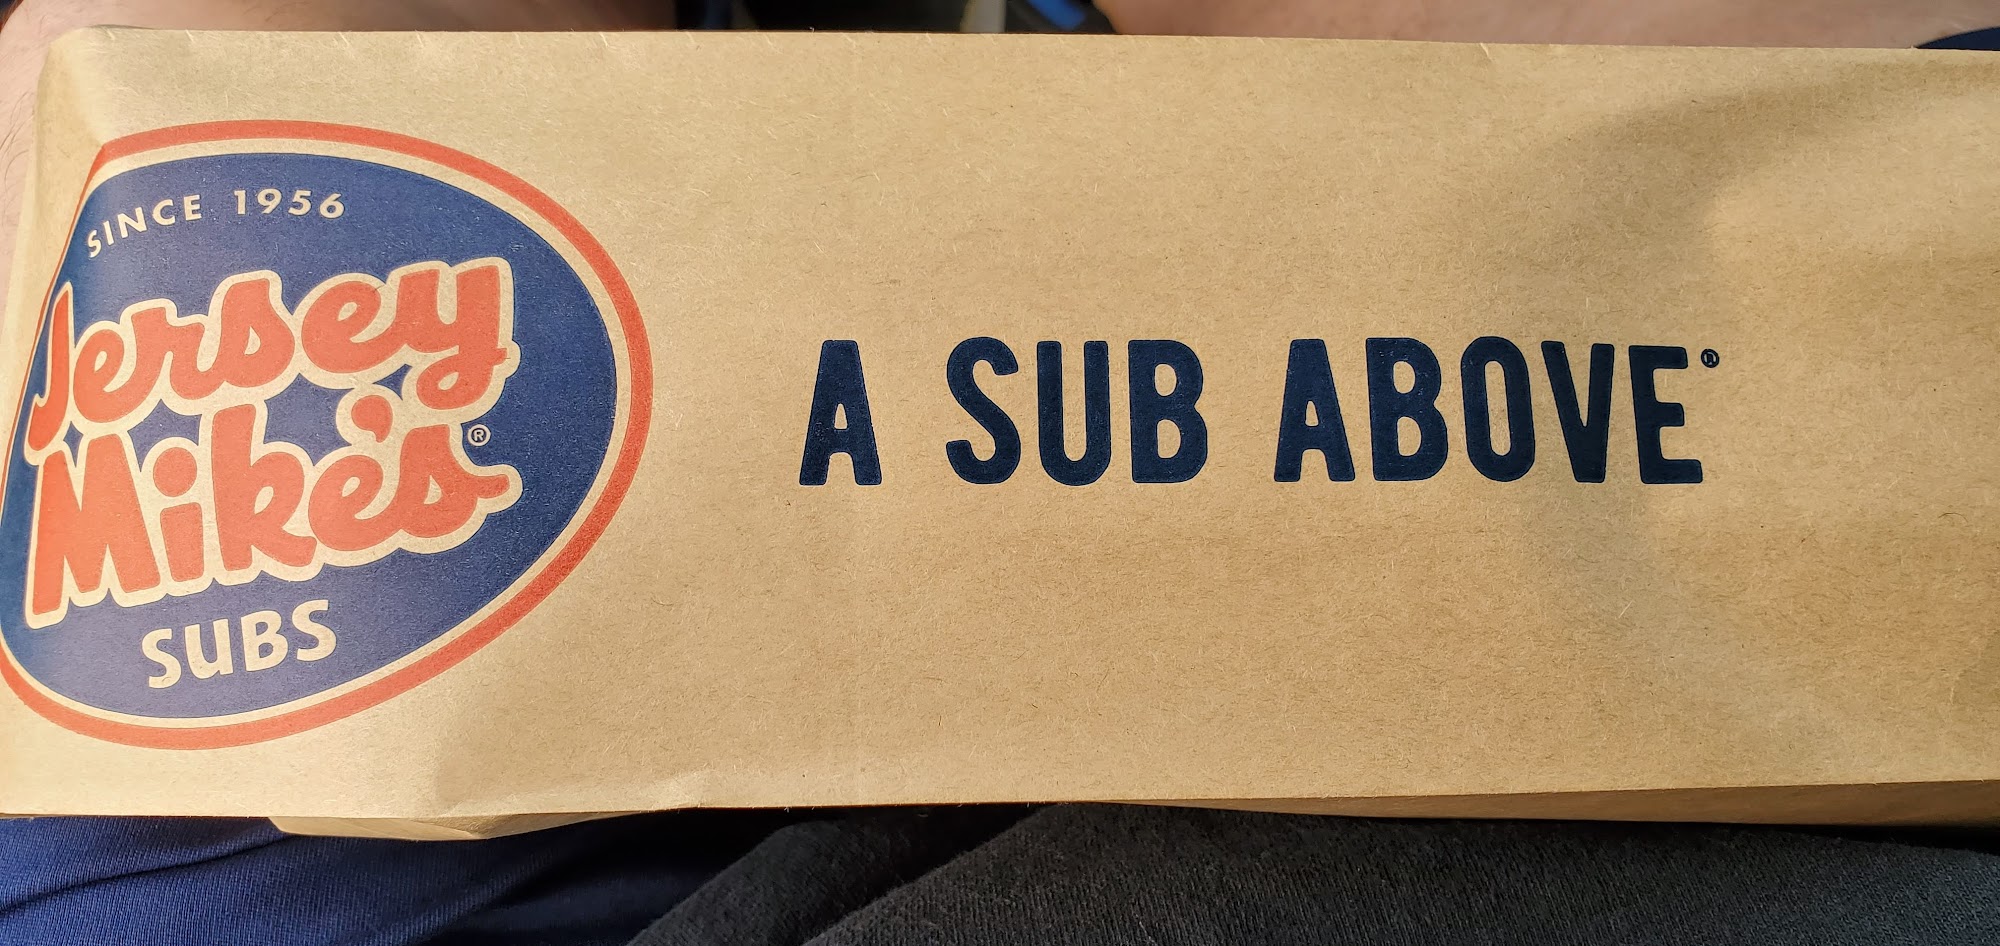 SINCE 1956
Jersey
Mike's®
SUBS
A SUB ABOVE®